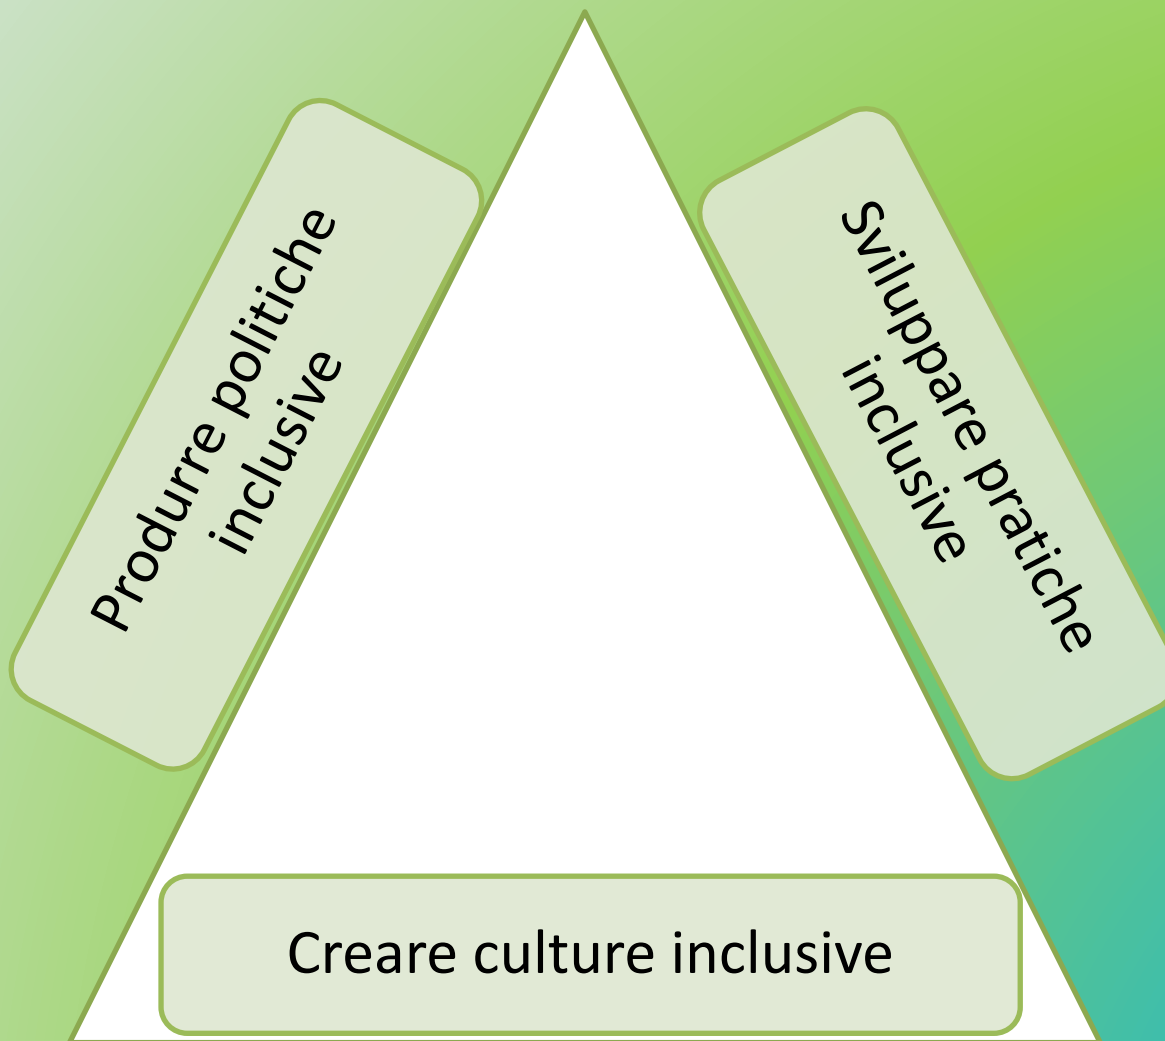 Produrre politiche
inclusive
Sviluppare pratiche
inclusive
Creare culture inclusive